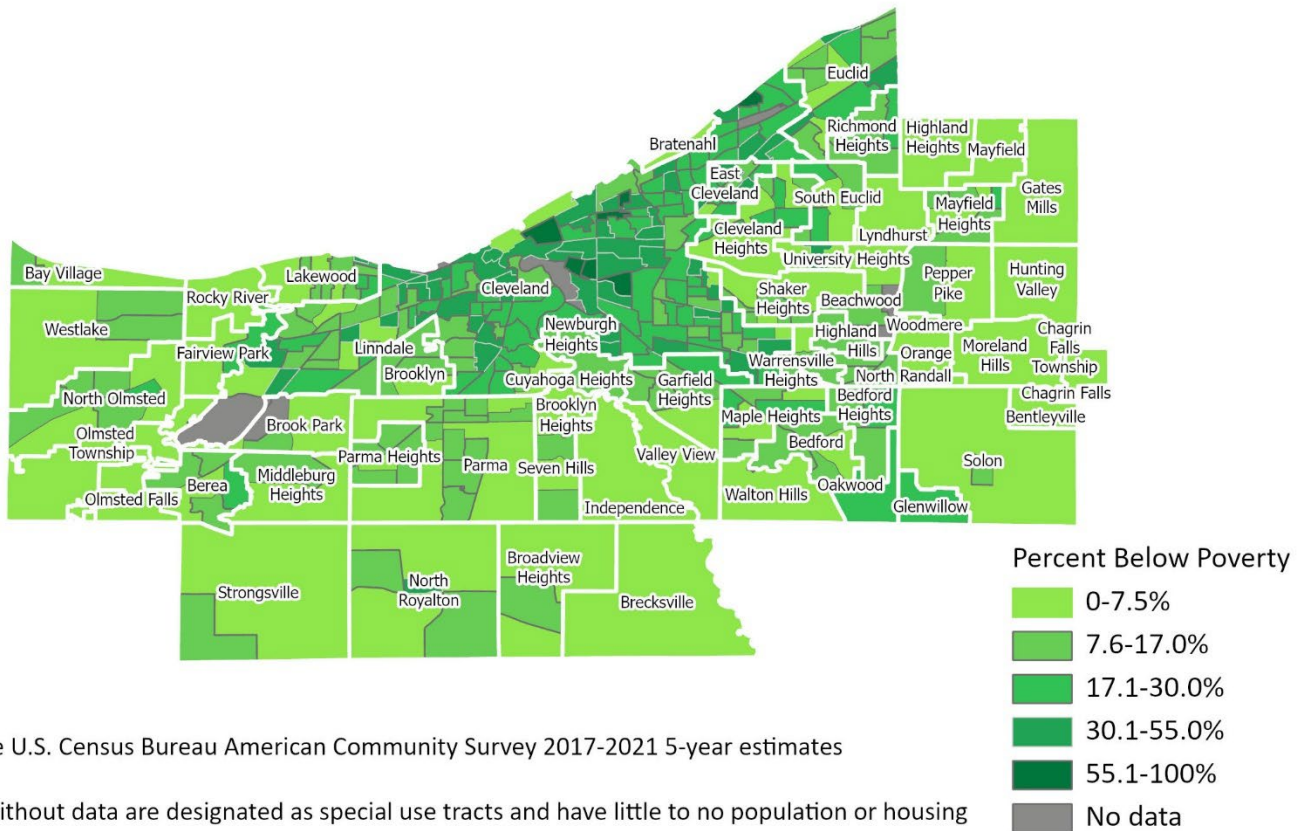 Euclid
Bratenahl
Richmond
Heights
Highland
Heights
Mayfield
East
Cleveland
South Euclid
Mayfield
Heights
Gates
Mills
Cleveland
Heights
Lyndhurst
University Heights
Bay Village
Lakewood
Rocky River
Cleveland
Shaker
Heights
Beachwood
Pepper
Pike
Hunting
Valley
Westlake
Fairview Park
Linndale
Brooklyn
Newburgh
Heights
Highland
Hills
Woodmere
Orange
Moreland
Hills
Chagrin
Falls
Township
Cuyahoga Heights
Garfield
Heights
Warrensville
Heights
North Randall
Chagrin Falls
Bentleyville
North Olmsted
Olmsted
Township
Brook Park
Brooklyn
Heights
Maple Heights
Bedford
Heights
Bedford
Parma Heights
Parma
Seven Hills
Valley View
Solon
Olmsted Falls
Berea
Middleburg
Heights
Independence
Walton Hills
Oakwood
Glenwillow
Strongsville
North
Royalton
Broadview
Heights
Brecksville
Percent Below Poverty
0-7.5%
7.6-17.0%
17.1-30.0%
30.1-55.0%
55.1-100%
No data
e U.S. Census Bureau American Community Survey 2017-2021 5-year estimates
ithout data are designated as special use tracts and have little to no population or housing